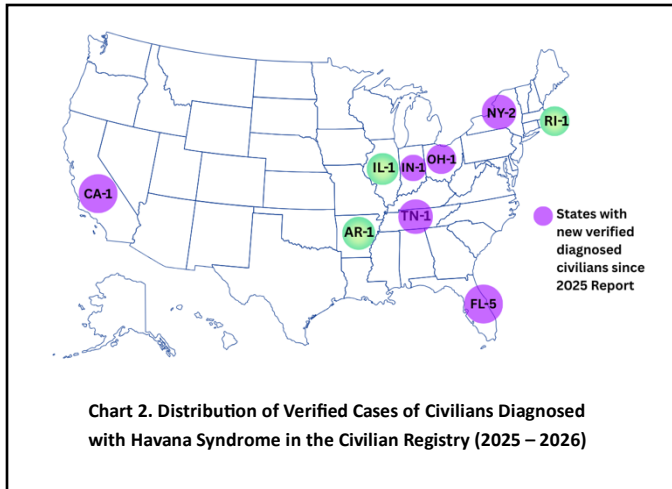 NY-2
RI-1
IL-1
IN-1
OH-1
CA-1
TN-1
AR-1
FL-5
States with
new verified
diagnosed
civilians since
2025 Report
Chart 2. Distribution of Verified Cases of Civilians Diagnosed
with Havana Syndrome in the Civilian Registry (2025 – 2026)